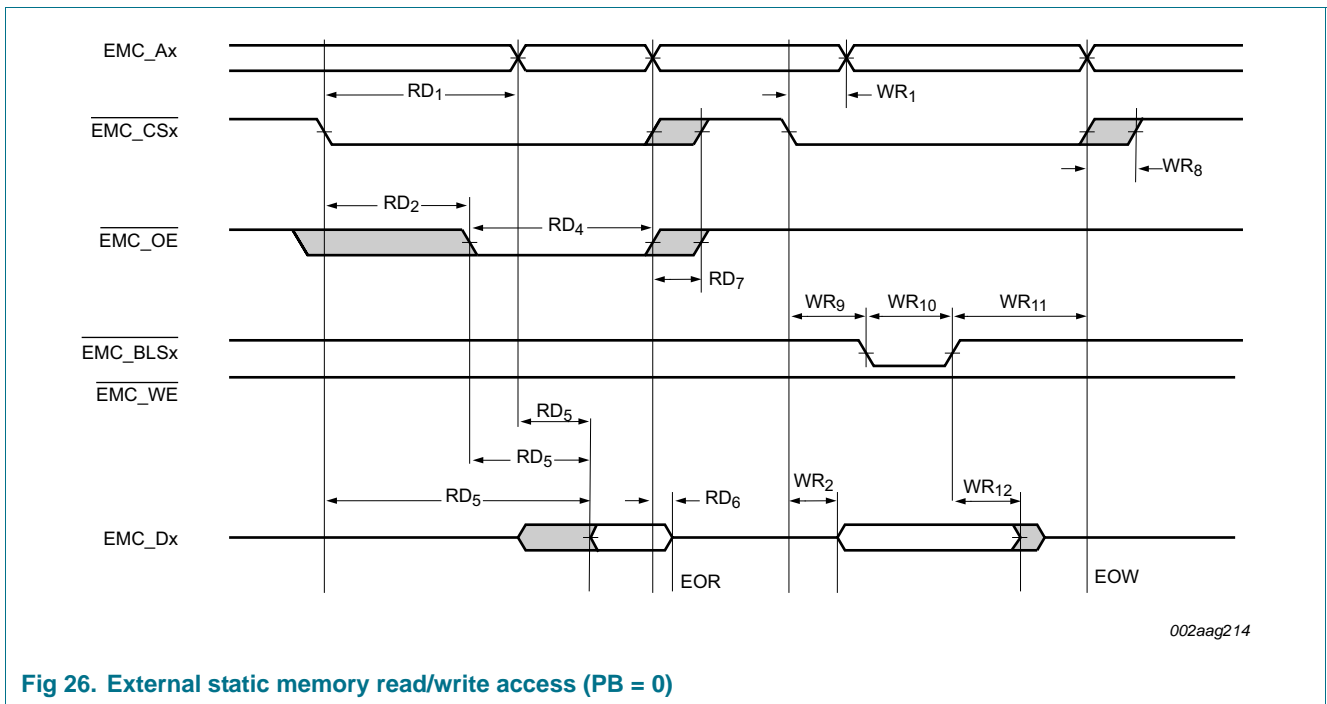 EMC_Ax
RD1
WR1
EMC_CSx
WR8
RD2
RD4
EMC_OE
RD7
WR9
WR10
WR11
EMC_BLSx
EMC_WE
RD5
RD5
RD5
WR2
WR12
RD6
EMC_Dx
EOR
EOW
002aag214
Fig 26. External static memory read/write access (PB = 0)